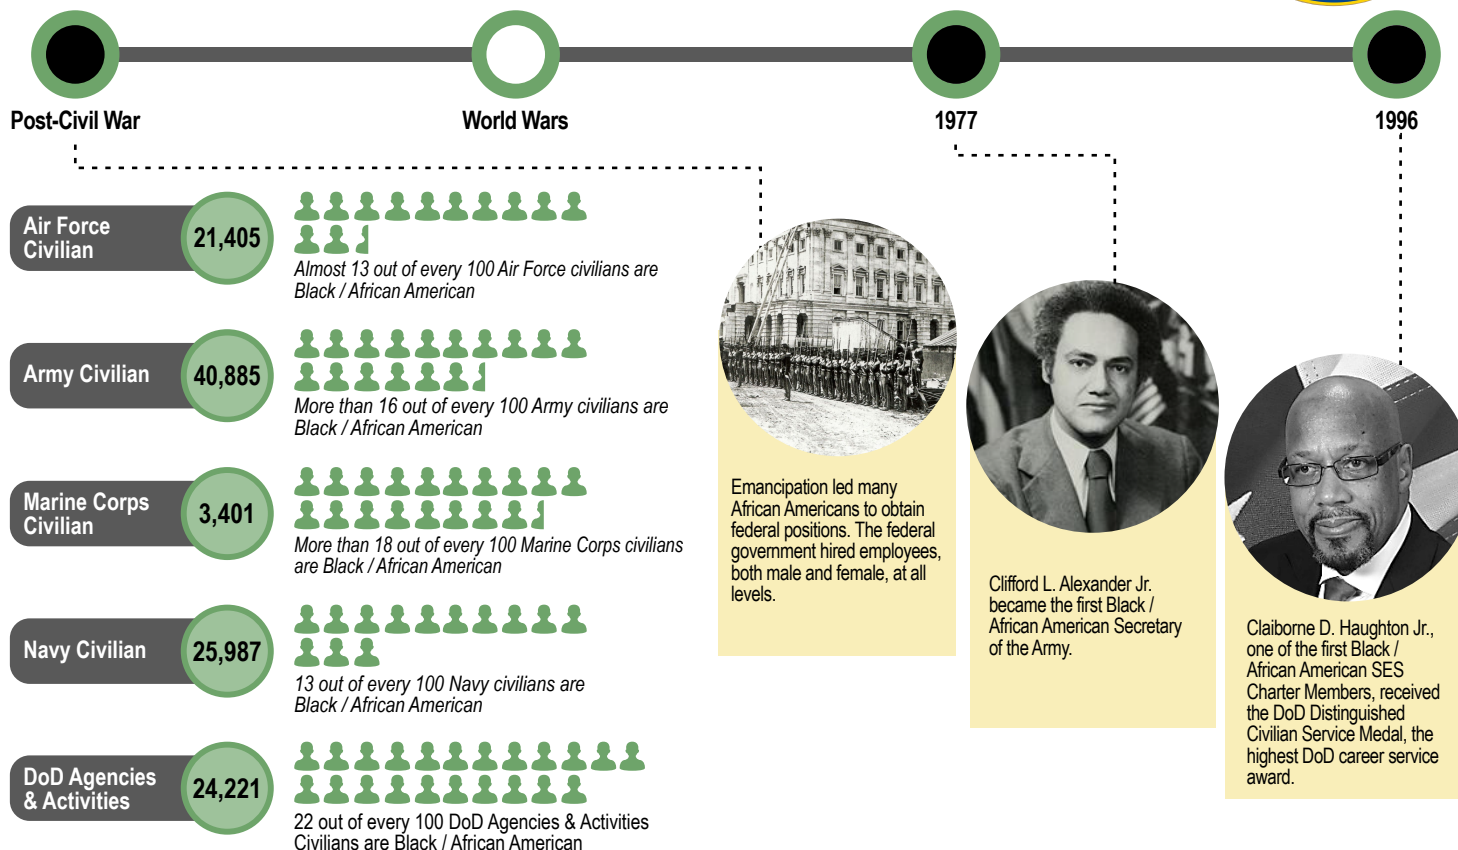 Post-Civil War
World Wars
1977
1996
Air Force
Civilian
21,405
Almost 13 out of every 100 Air Force civilians are
Black / African American
Army Civilian
40,885
More than 16 out of every 100 Army civilians are
Black / African American
Marine Corps
Civilian
3,401
More than 18 out of every 100 Marine Corps civilians
are Black / African American
Navy Civilian
25,987
13 out of every 100 Navy civilians are
Black / African American
DoD Agencies
& Activities
24,221
22 out of every 100 DoD Agencies & Activities
Civilians are Black / African American
Emancipation led many
African Americans to obtain
federal positions. The federal
government hired employees,
both male and female, at all
levels.
Clifford L. Alexander Jr.
became the first Black /
African American Secretary
of the Army.
Claiborne D. Haughton Jr.,
one of the first Black /
African American SES
Charter Members, received
the DoD Distinguished
Civilian Service Medal, the
highest DoD career service
award.